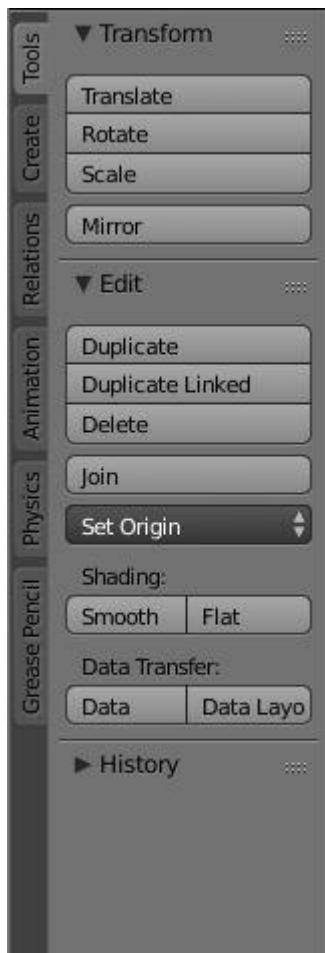 Tools
Create
Relations
Animation
Physics
Grease Pencil
Transform
Translate
Rotate
Scale
Mirror
Edit
Duplicate
Duplicate Linked
Delete
Join
Set Origin
Shading:
Smooth Flat
Data Transfer:
Data Data Layo
History